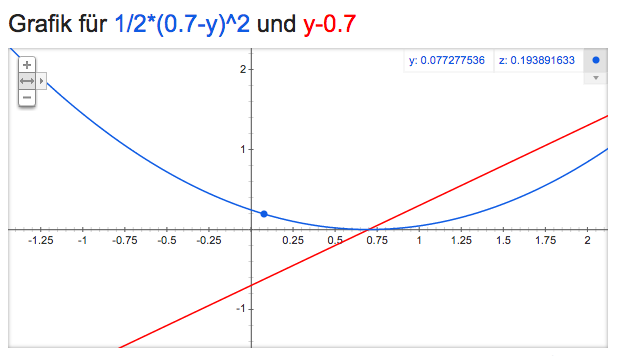 Grafik für 1/2*(0.7-y)^2 und y-0.7
y: 0.077277536 z: 0.193891633
2
1
-1.25 -1 -0.75 -0.5 -0.25 0.25 0.5 0.75 1 1.25 1.5 1.75 2
-1